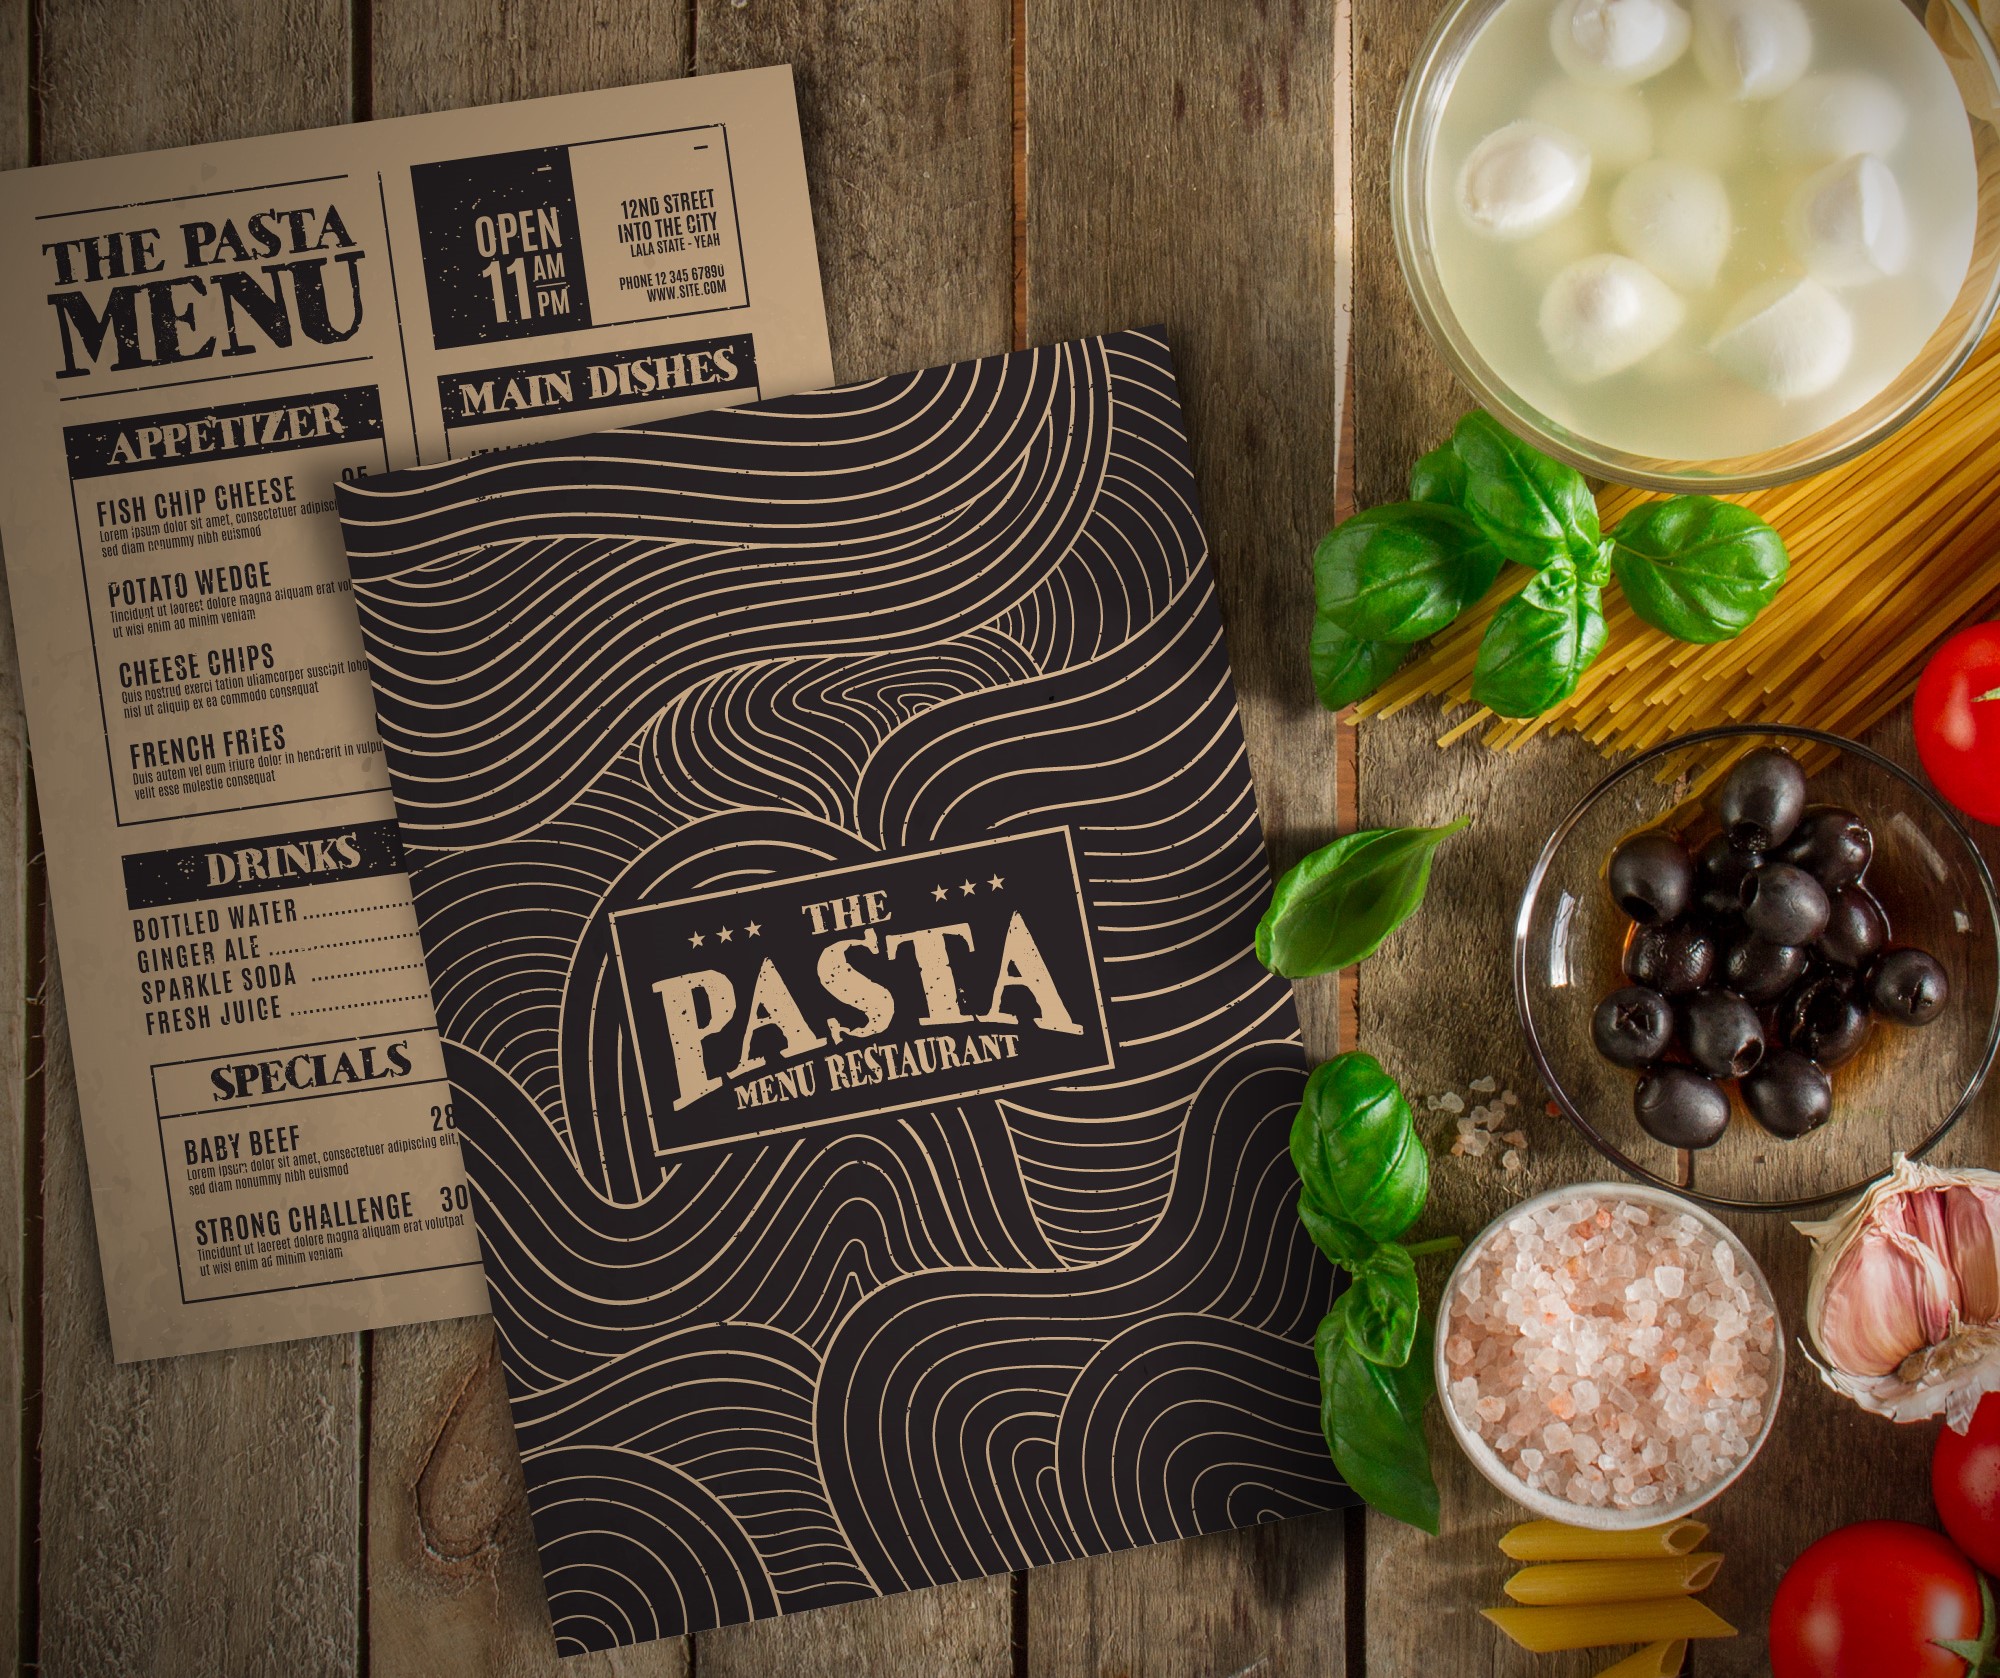 THE PASTA
MENU
OPEN
11 AM PM
12ND STREET
INTO THE CITY
LALA STATE - YEAH
PHONE 12 345 67890
WWW.SITE.COM
APPETIZER
FISH CHIP CHEESE
Lorem ipsum dolor sit amet, consectetuer
sed diam nonummy nibh euismod
POTATO WEDGE
Tincidunt ut laoreet dolore magna aliquam erat
ut wisi enim ad minim veniam
CHEESE CHIPS
Quis nostrud exerci tation ullamcorper suscipit
nisl ut aliquip ex ea commodo consequat
FRENCH FRIES
Duis autem vel eum iriure dolor in hendrerit in
velit esse molestie consequat
DRINKS
BOTTLED WATER
GINGER ALE
SPARKLE SODA
FRESH JUICE
SPECIALS
BABY BEEF 28
Lorem ipsum dolor sit amet, consectetuer adipiscing elit,
sed diam nonummy nibh euismod
STRONG CHALLENGE 30
Tincidunt ut laoreet dolore magna aliquam erat volutpat
ut wisi enim ad minim veniam
MAIN DISHES
THE
PASTA
MENU RESTAURANT